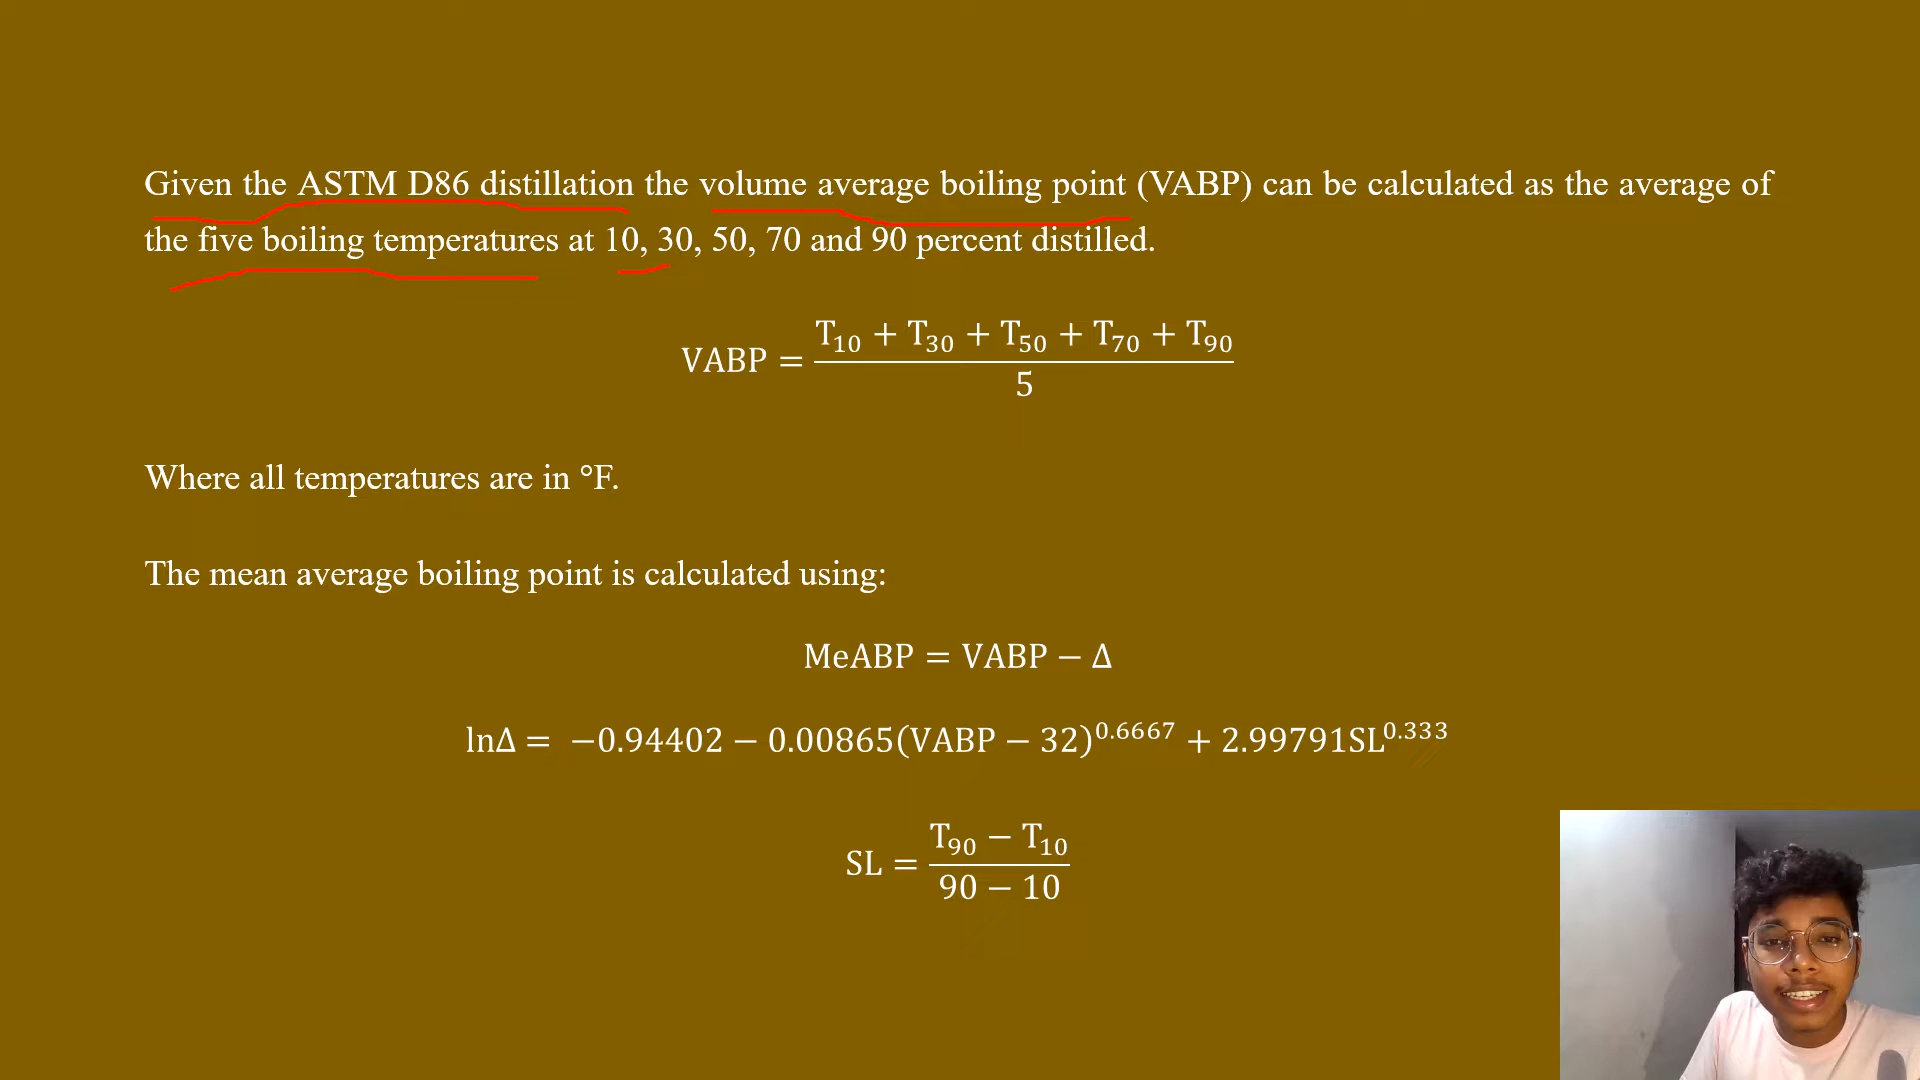 Given the ASTM D86 distillation the volume average boiling point (VABP) can be calculated as the average of
the five boiling temperatures at 10, 30, 50, 70 and 90 percent distilled.
VABP = (T₁₀ + T₃₀ + T₅₀ + T₇₀ + T₉₀) / 5
Where all temperatures are in °F.
The mean average boiling point is calculated using:
MeABP = VABP − Δ
lnΔ = −0.94402 − 0.00865(VABP − 32)^0.6667 + 2.99791SL^0.333
SL = (T₉₀ − T₁₀) / (90 − 10)